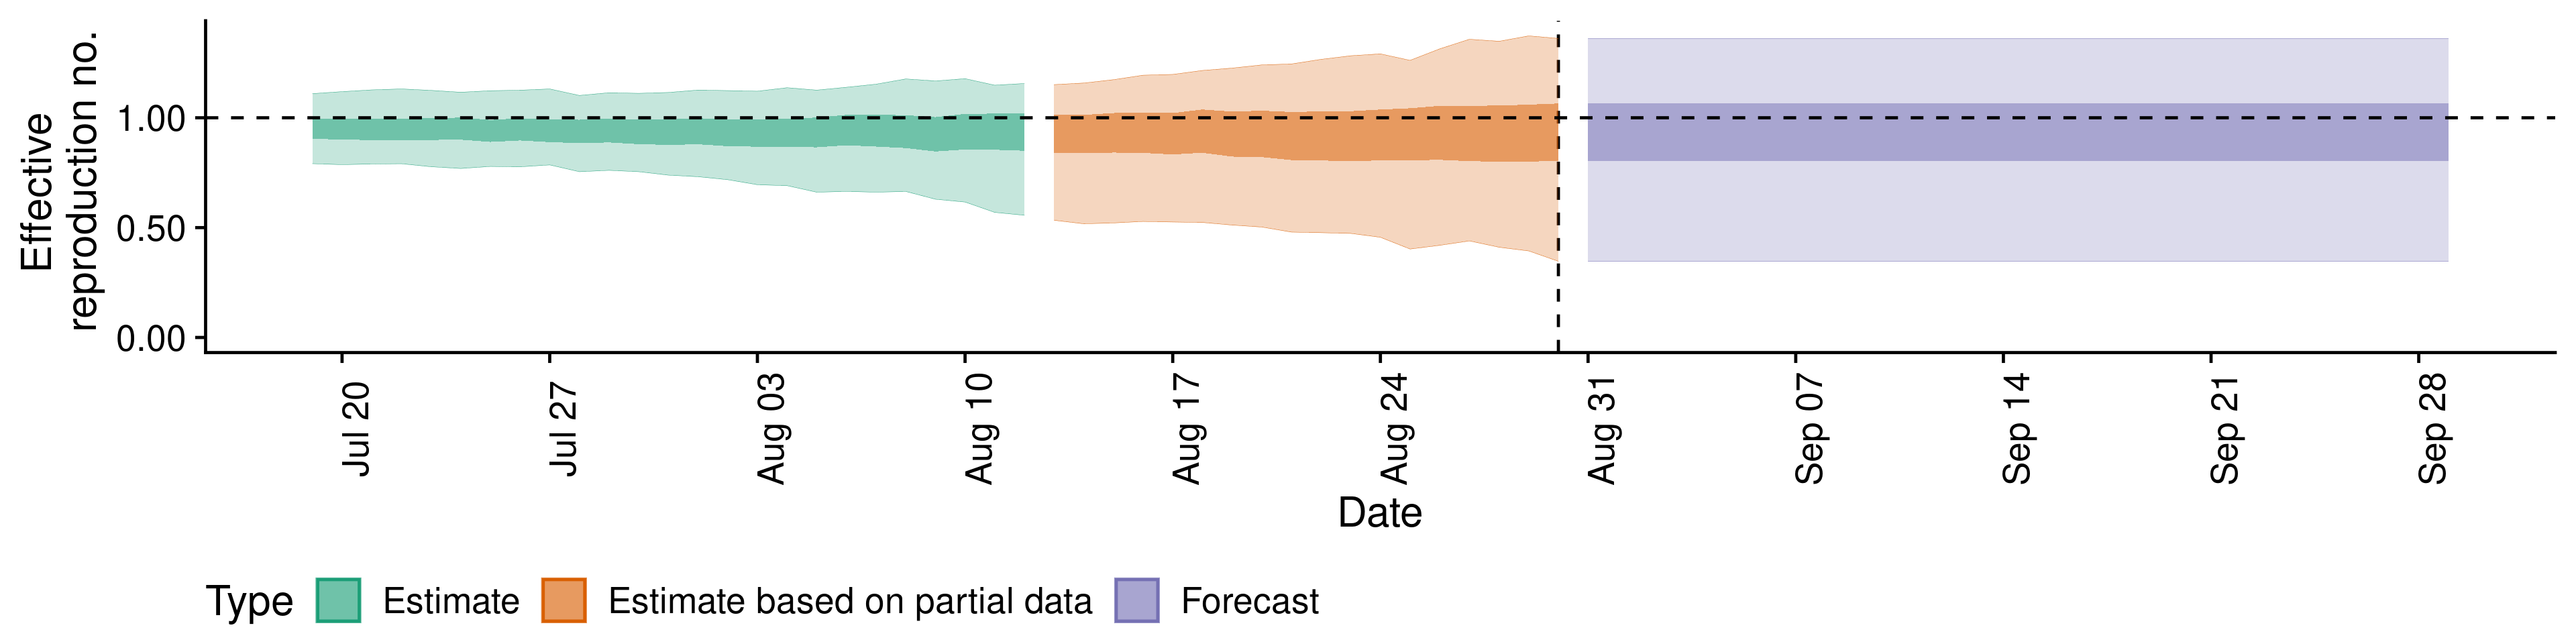 Effective
reproduction no.
1.00
0.50
0.00
Jul 20
Jul 27
Aug 03
Aug 10
Aug 17
Aug 24
Aug 31
Sep 07
Sep 14
Sep 21
Sep 28
Date
Type Estimate Estimate based on partial data Forecast